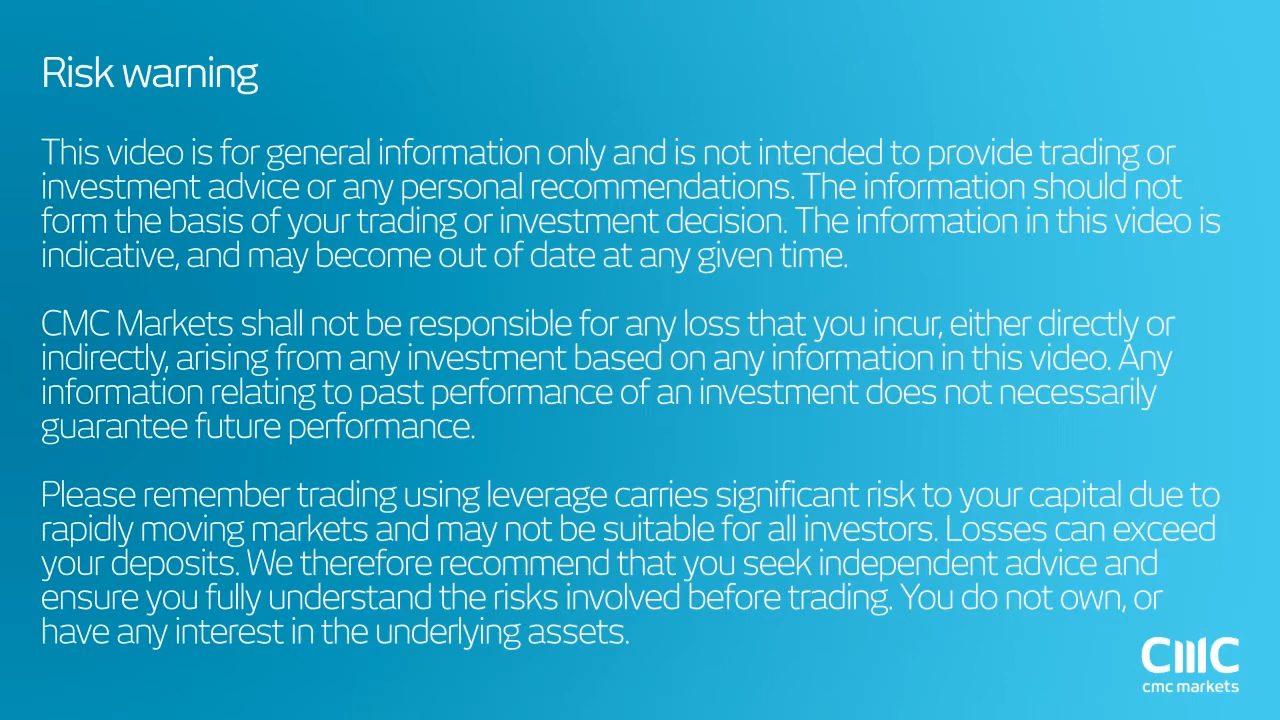 Risk warning
This video is for general information only and is not intended to provide trading or
investment advice or any personal recommendations. The information should not
form the basis of your trading or investment decision. The information in this video is
indicative, and may become out of date at any given time.
CMC Markets shall not be responsible for any loss that you incur, either directly or
indirectly, arising from any investment based on any information in this video. Any
information relating to past performance of an investment does not necessarily
guarantee future performance.
Please remember trading using leverage carries significant risk to your capital due to
rapidly moving markets and may not be suitable for all investors. Losses can exceed
your deposits. We therefore recommend that you seek independent advice and
ensure you fully understand the risks involved before trading. You do not own, or
have any interest in the underlying assets.
CMC
cmc markets